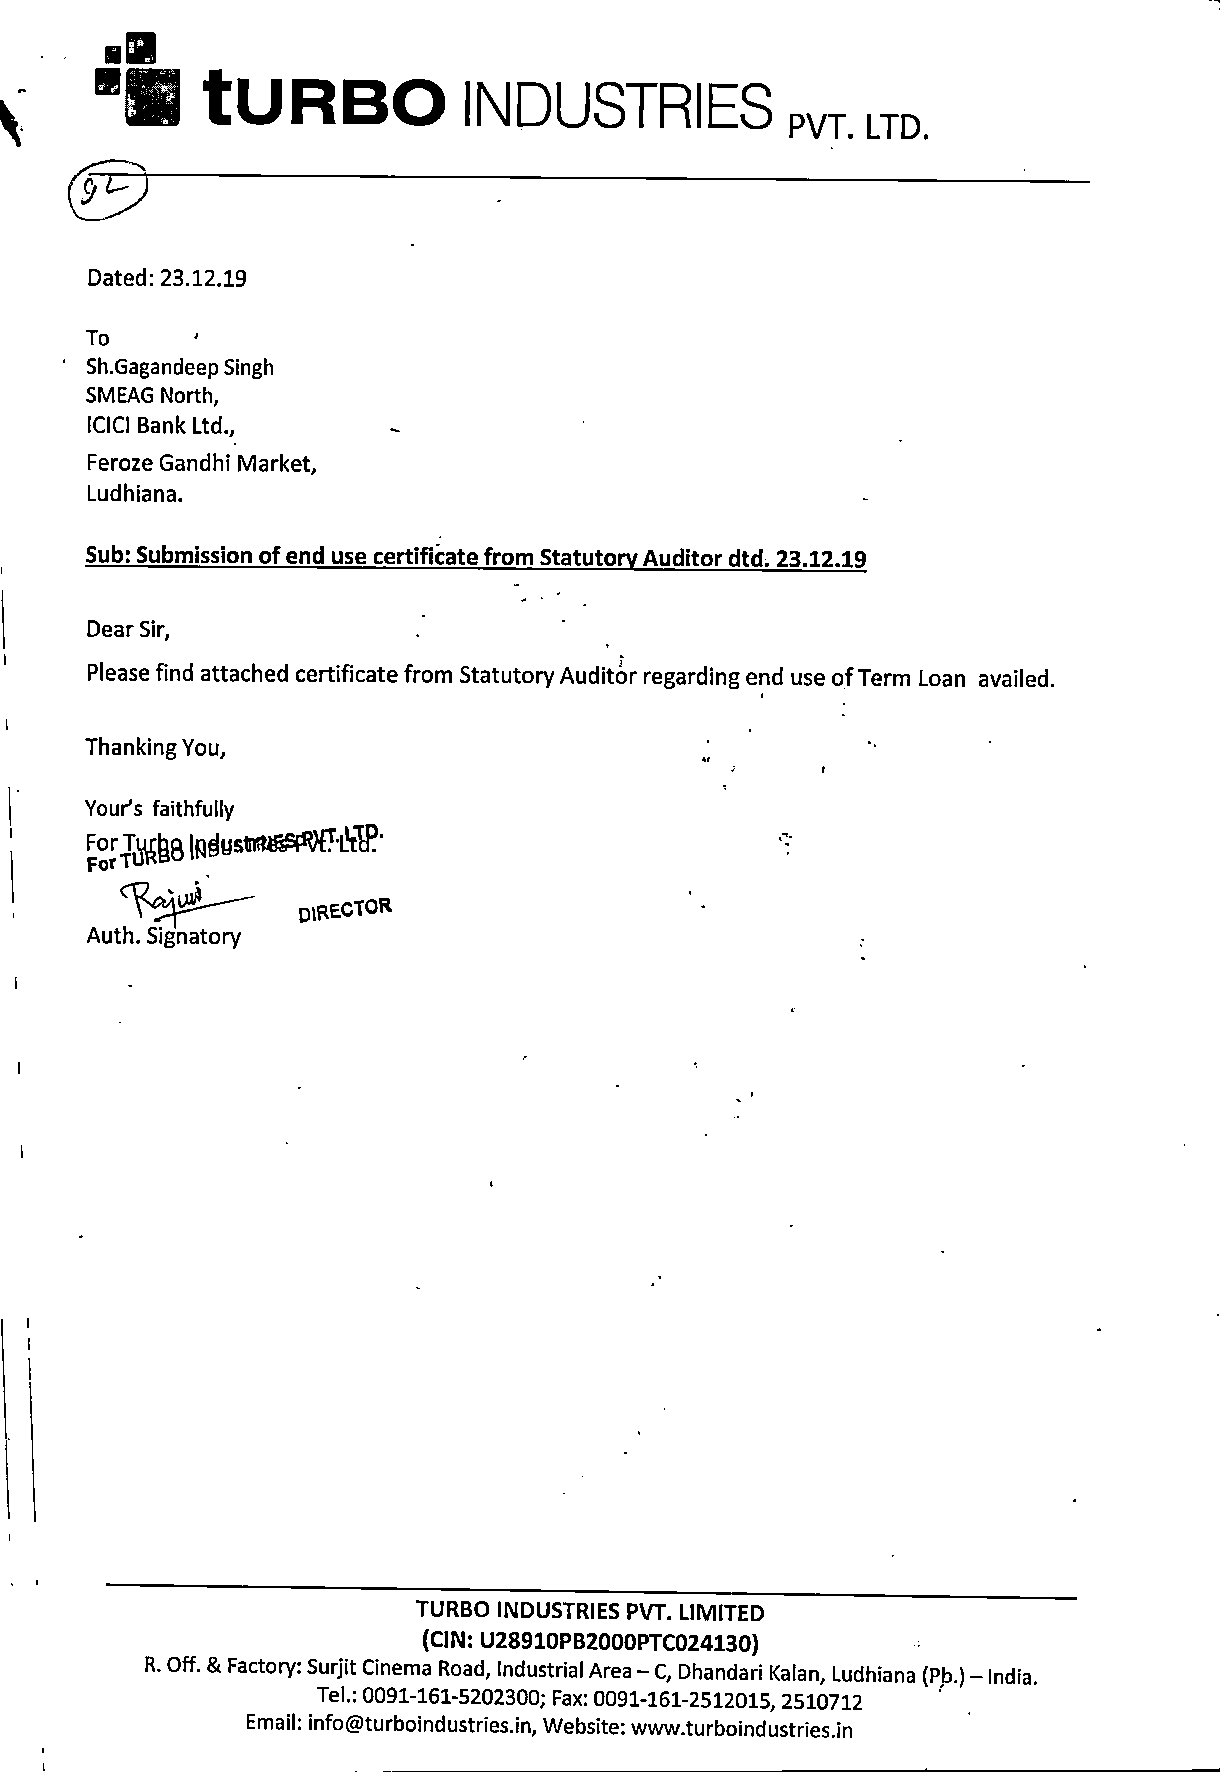 tURBO INDUSTRIES PVT. LTD.
92
Dated: 23.12.19
To
Sh.Gagandeep Singh
SMEAG North,
ICICI Bank Ltd.,
Feroze Gandhi Market,
Ludhiana.
Sub: Submission of end use certificate from Statutory Auditor dtd. 23.12.19
Dear Sir,
Please find attached certificate from Statutory Auditor regarding end use of Term Loan availed.
Thanking You,
Your's faithfully
For Turbo Industries Pvt. Ltd.
For TURBO INDUSTRIES PVT. LTD.
DIRECTOR
Auth. Signatory
TURBO INDUSTRIES PVT. LIMITED
(CIN: U28910PB2000PTC024130)
R. Off. & Factory: Surjit Cinema Road, Industrial Area – C, Dhandari Kalan, Ludhiana (Pb.) – India.
Tel.: 0091-161-5202300; Fax: 0091-161-2512015, 2510712
Email: info@turboindustries.in, Website: www.turboindustries.in